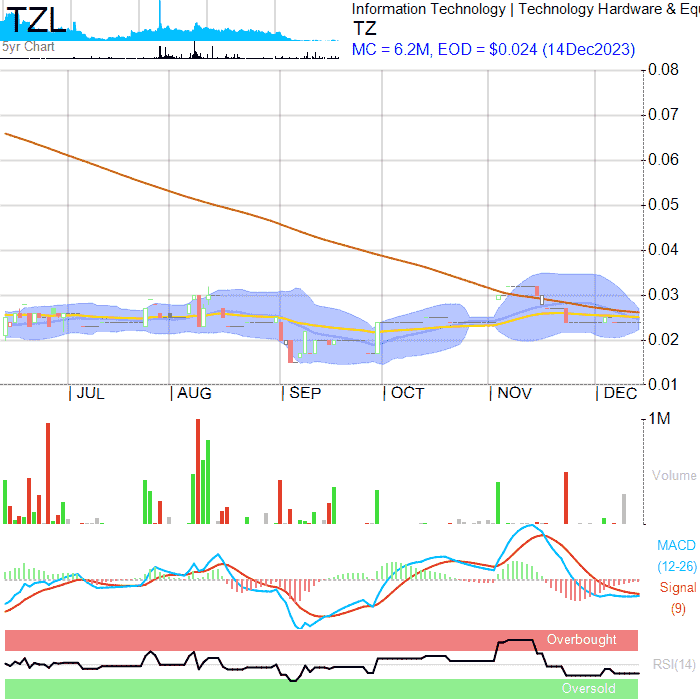 TZL
5yr Chart
Information Technology | Technology Hardware & Equ
TZ
MC = 6.2M, EOD = $0.024 (14Dec2023)
0.08
0.07
0.06
0.05
0.04
0.03
0.02
0.01
JUL AUG SEP OCT NOV DEC
1M
Volume
MACD
(12-26)
Signal
(9)
Overbought
RSI(14)
Oversold